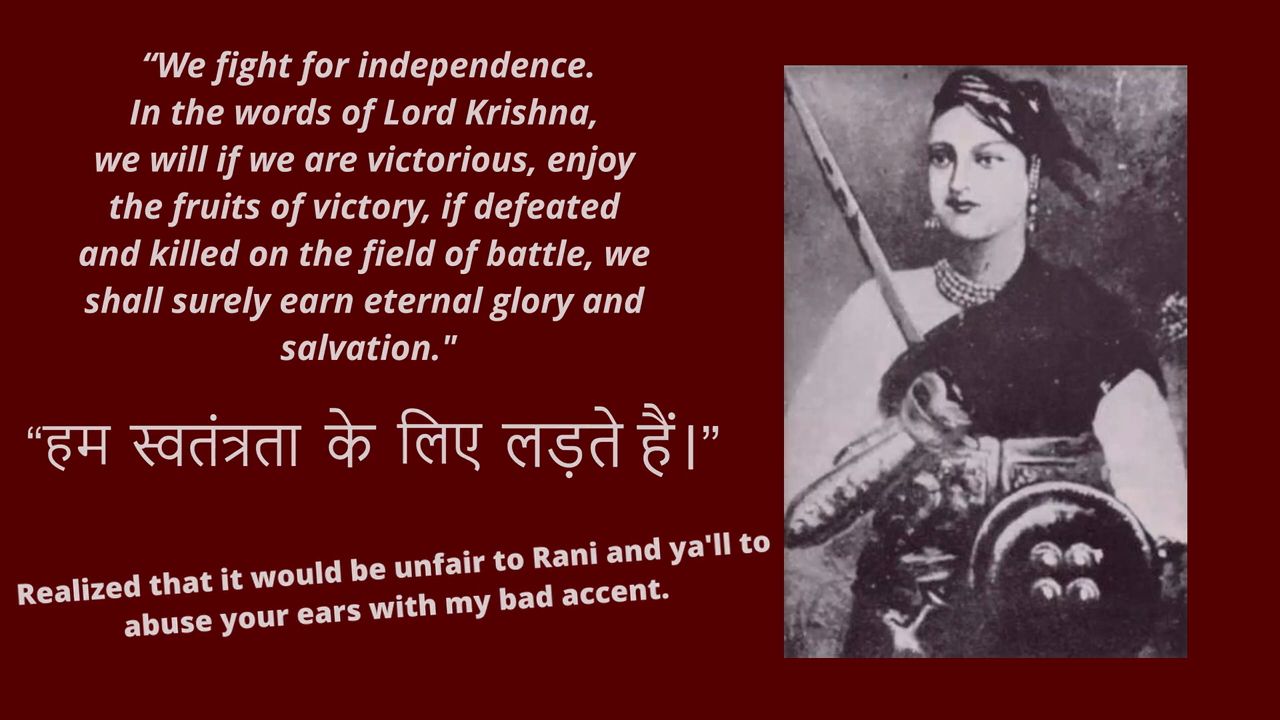 “We fight for independence.
In the words of Lord Krishna,
we will if we are victorious, enjoy
the fruits of victory, if defeated
and killed on the field of battle, we
shall surely earn eternal glory and
salvation."
“हम स्वतंत्रता के लिए लड़ते हैं।”
Realized that it would be unfair to Rani and ya'll to
abuse your ears with my bad accent.